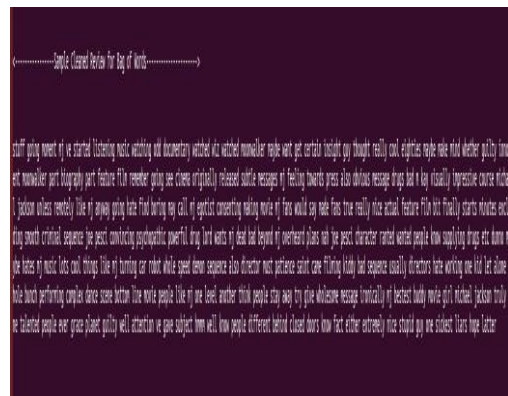 <---------------Sample Cleaned Review for Bag of Words------------------->
stuff going moment mj ve started listening music watching odd documentary watched wiz watched moonwalker maybe want get certain insight guy thought really cool eighties maybe make mind whether guilty inno
ent moonwalker part biography part feature film remember going see cinema originally released subtle messages mj feeling towards press also obvious message drugs bad m kay visually impressive course micha
l jackson unless remotely like mj anyway going hate find boring may call mj egotist consenting making movie mj fans would say made fans true really nice actual feature film bit finally starts minutes excl
ding smooth criminal sequence joe pesci convincing psychopathic powerful drug lord wants mj dead bad beyond mj overheard plans nah joe pesci character ranted wanted people know supplying drugs etc dunno m
ybe hates mj music lots cool things like mj turning car robot whole speed demon sequence also director must patience saint came filming kiddy bad sequence usually directors hate working one kid let alone
hole bunch performing complex dance scene bottom line movie people like mj one level another think people stay away try give wholesome message ironically mj bestest buddy movie girl michael jackson truly
ne talented people ever grace planet guilty well attention ve gave subject hmm well know people different behind closed doors know fact either extremely nice stupid guy one sickest liars hope latter